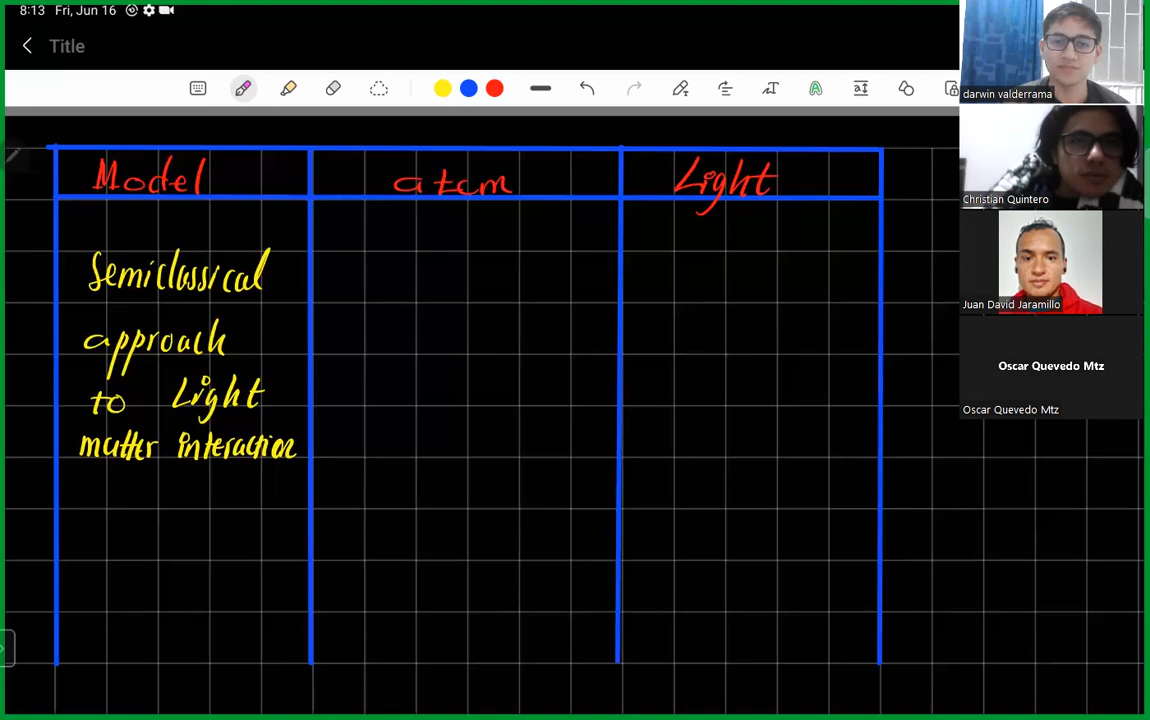 8:13 Fri, Jun 16
Title
Model atom Light
Semiclassical
approach
to Light
matter interaction
darwin valderrama
Christian Quintero
Juan David Jaramillo
Oscar Quevedo Mtz
Oscar Quevedo Mtz